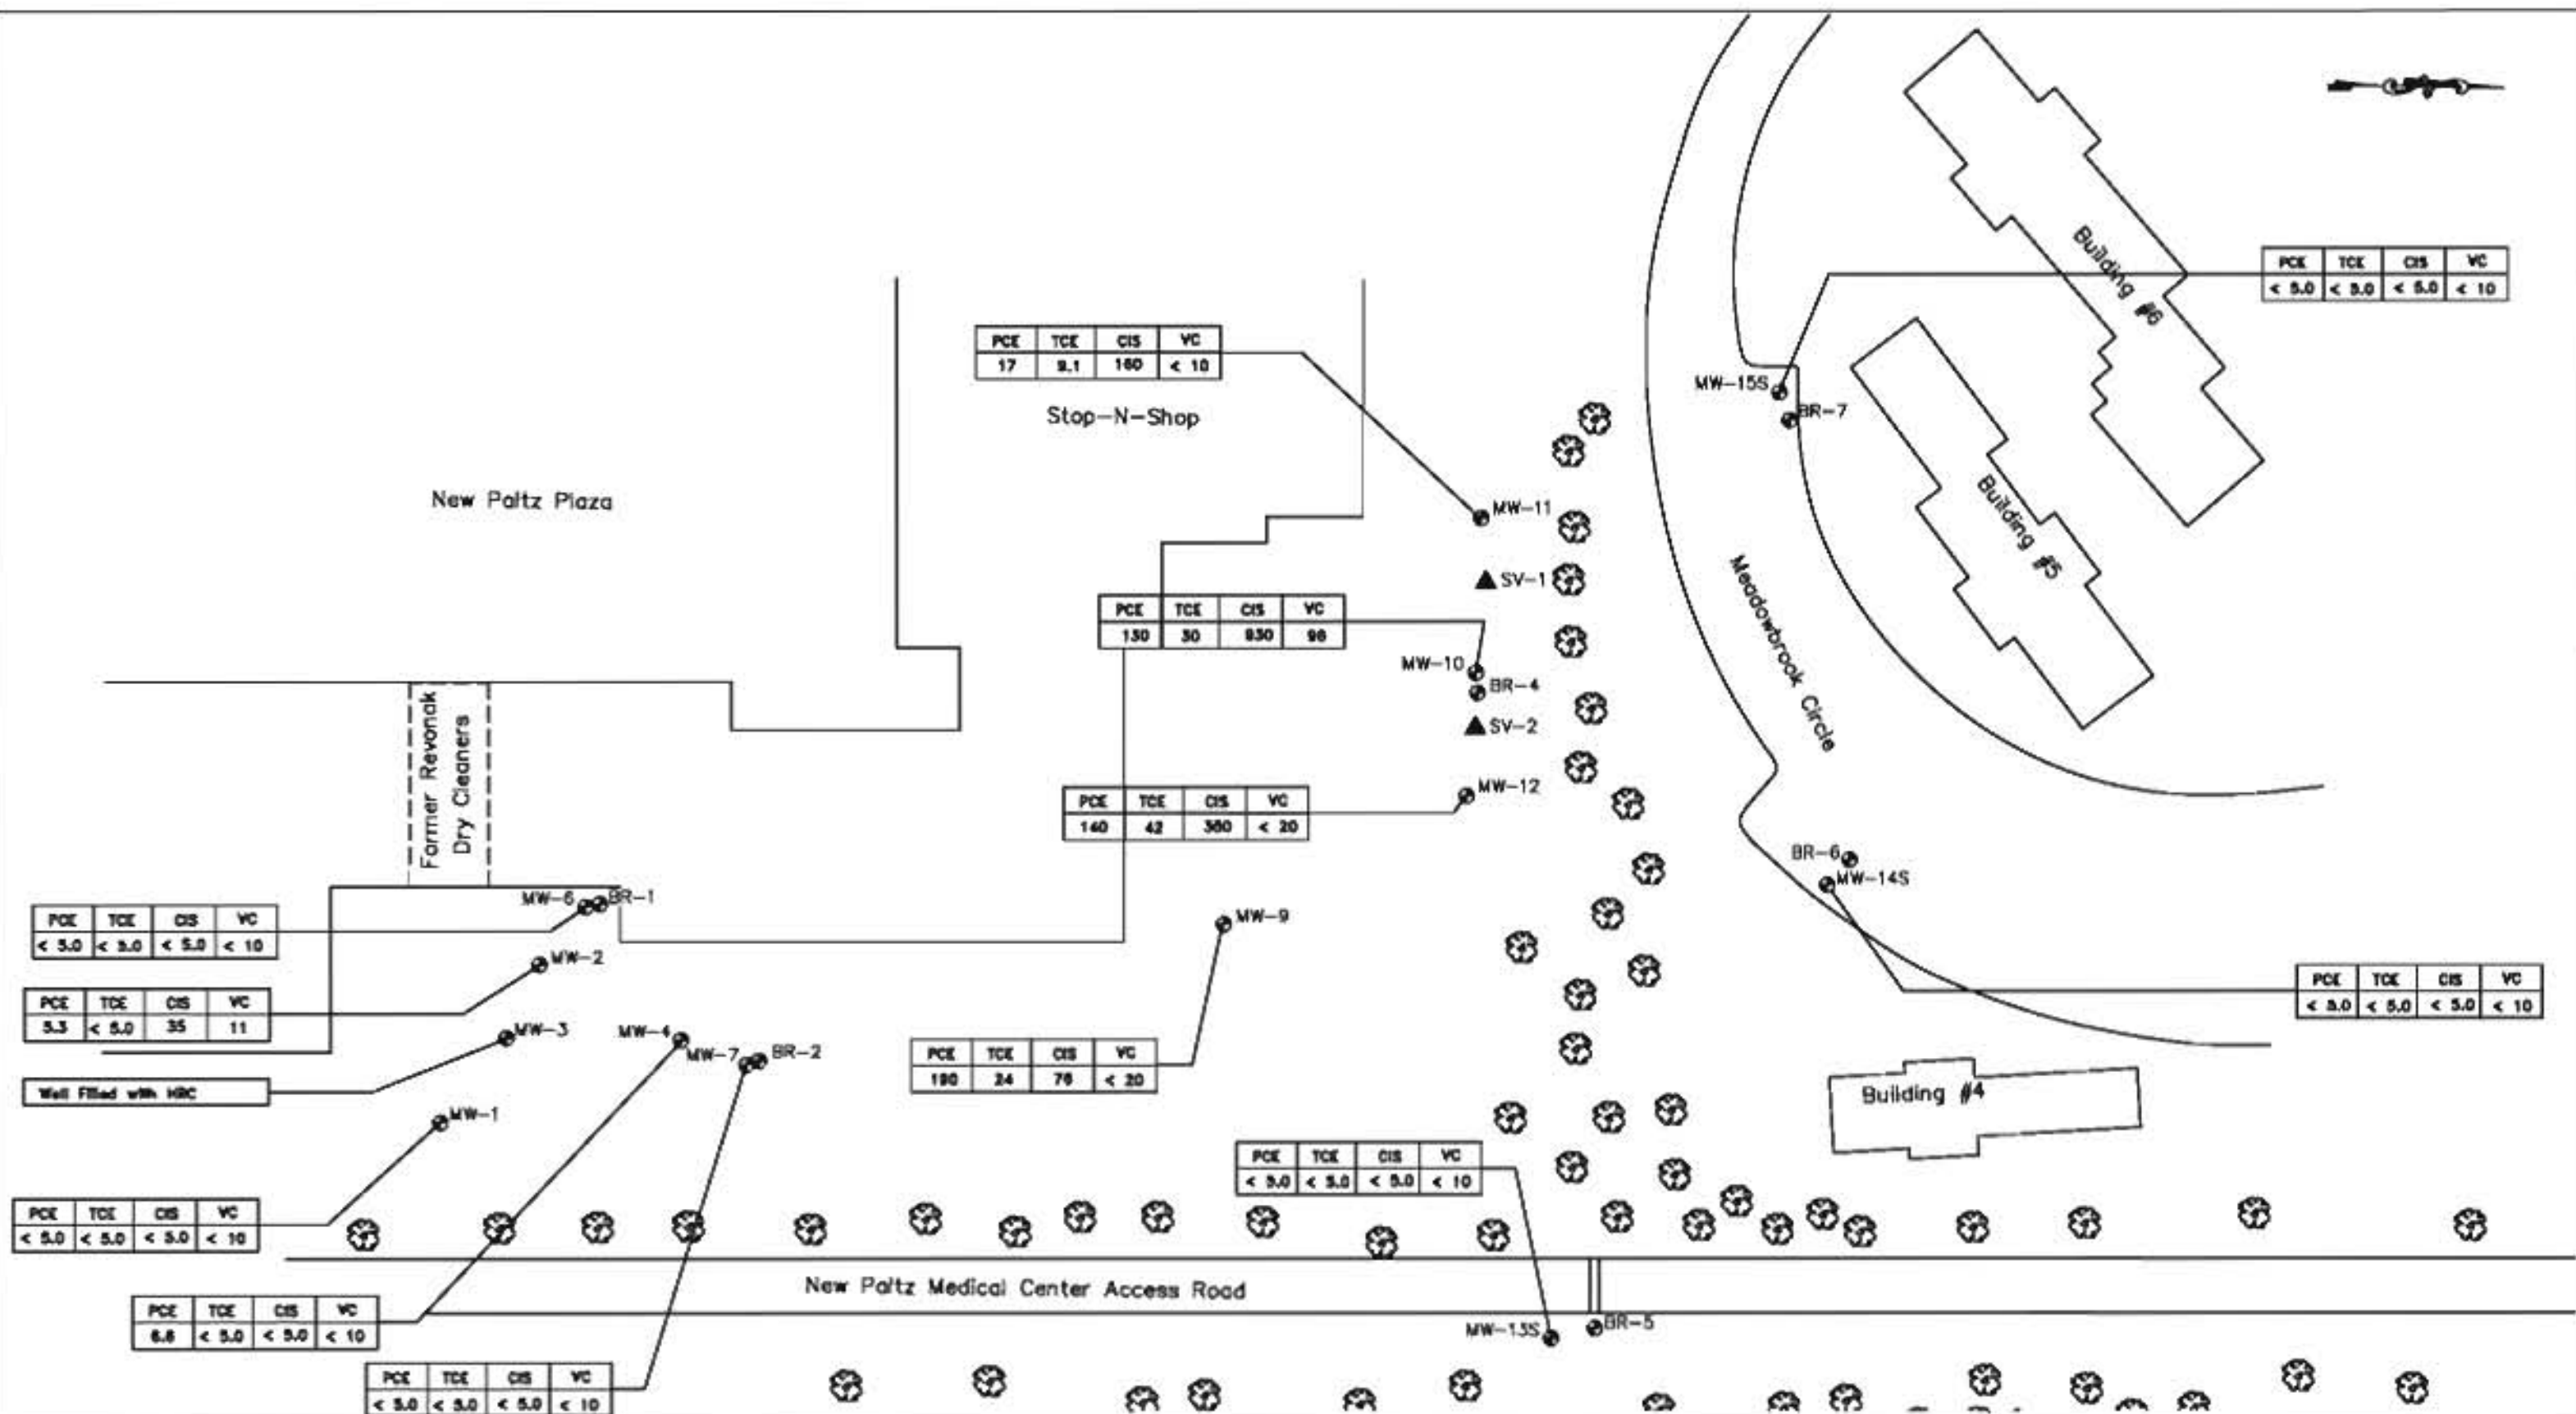 Building #6
PCE TCE CIS VC
< 5.0 < 5.0 < 5.0 < 10
PCE TCE CIS VC
17 9.1 160 < 10
Stop-N-Shop
MW-15S
BR-7
New Paltz Plaza
MW-11
Building #5
SV-1
Meadowbrook Circle
PCE TCE CIS VC
130 30 930 98
MW-10
BR-4
SV-2
Former Revonak
Dry Cleaners
MW-12
PCE TCE CIS VC
140 42 380 < 20
BR-6
MW-14S
MW-6
BR-1
PCE TCE CIS VC
< 5.0 < 5.0 < 5.0 < 10
MW-9
MW-2
PCE TCE CIS VC
5.3 < 5.0 35 11
PCE TCE CIS VC
< 5.0 < 5.0 < 5.0 < 10
MW-3
MW-4
MW-7
BR-2
PCE TCE CIS VC
190 24 76 < 20
Well Filled with HRC
Building #4
MW-1
PCE TCE CIS VC
< 5.0 < 5.0 < 5.0 < 10
PCE TCE CIS VC
< 5.0 < 5.0 < 5.0 < 10
New Paltz Medical Center Access Road
PCE TCE CIS VC
6.8 < 5.0 < 5.0 < 10
MW-13S
BR-5
PCE TCE CIS VC
< 5.0 < 5.0 < 5.0 < 10